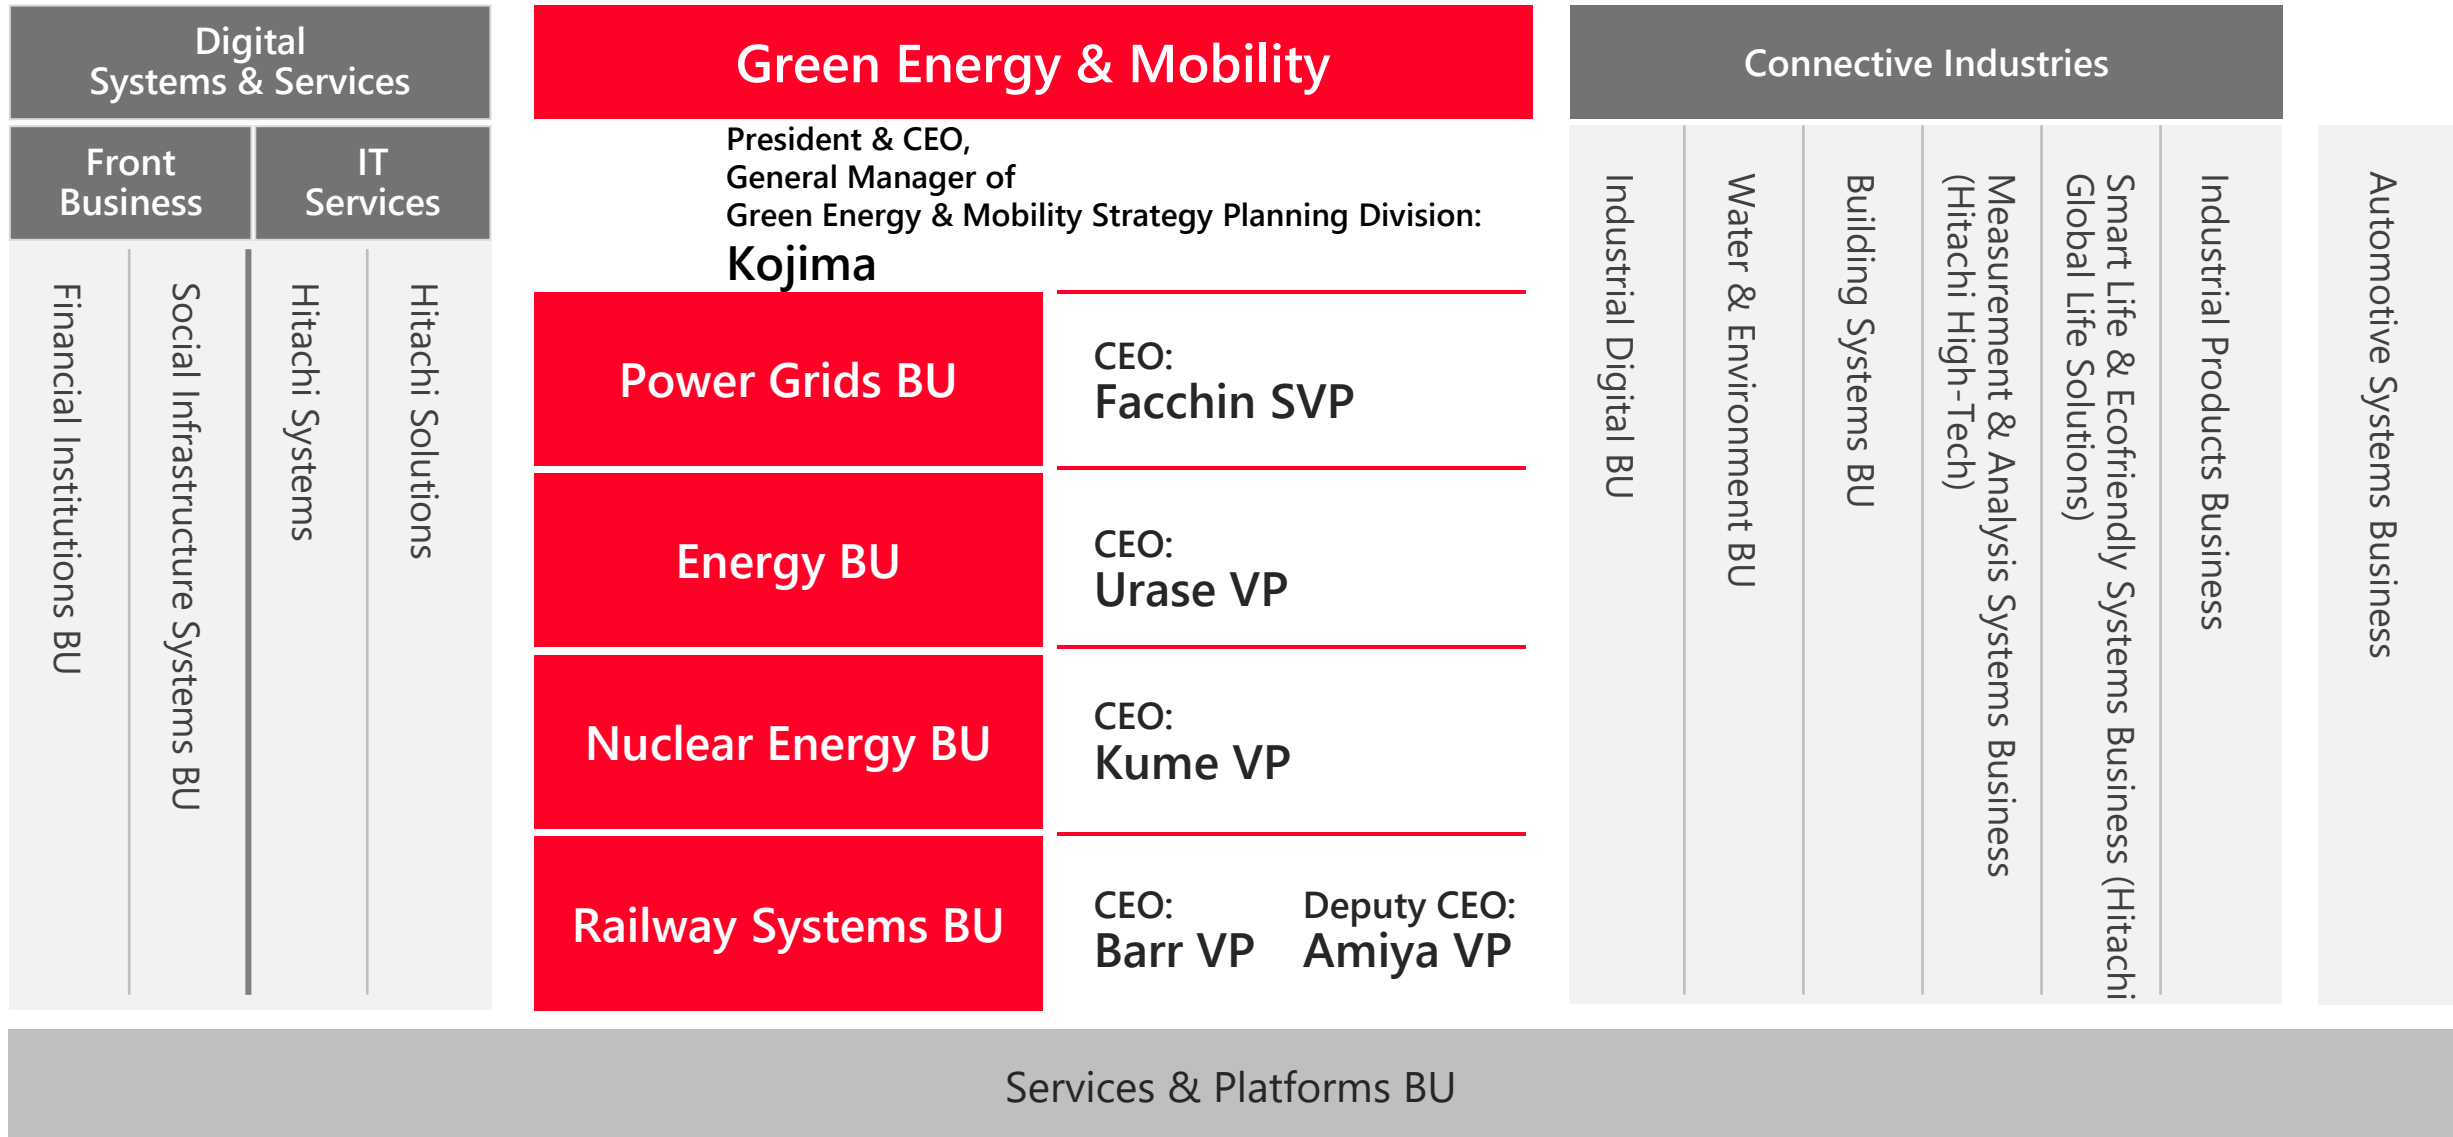 Digital
Systems & Services
Front
Business
IT
Services
Financial Institutions BU
Social Infrastructure Systems BU
Hitachi Systems
Hitachi Solutions
Green Energy & Mobility
President & CEO,
General Manager of
Green Energy & Mobility Strategy Planning Division:
Kojima
Power Grids BU
CEO:
Facchin SVP
Energy BU
CEO:
Urase VP
Nuclear Energy BU
CEO:
Kume VP
Railway Systems BU
CEO:
Barr VP
Deputy CEO:
Amiya VP
Connective Industries
Industrial Digital BU
Water & Environment BU
Building Systems BU
Measurement & Analysis Systems Business
(Hitachi High-Tech)
Smart Life & Ecofriendly Systems Business (Hitachi
Global Life Solutions)
Industrial Products Business
Automotive Systems Business
Services & Platforms BU